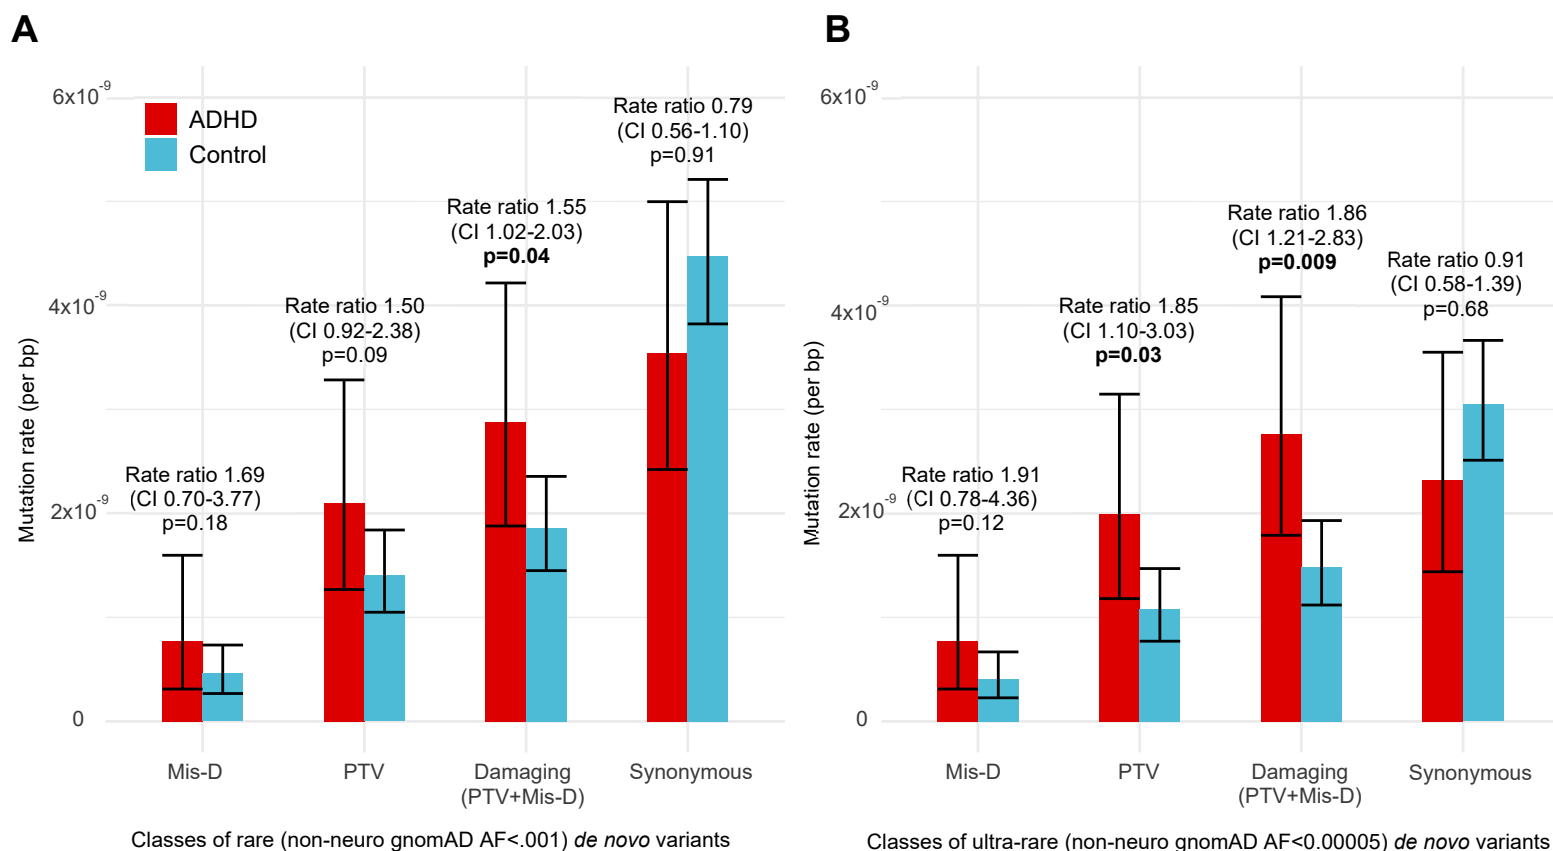 A
6x10-9
ADHD
Control
Rate ratio 0.79
(CI 0.56-1.10)
p=0.91
Rate ratio 1.55
(CI 1.02-2.03)
p=0.04
Rate ratio 1.50
(CI 0.92-2.38)
p=0.09
4x10-9
Rate ratio 1.69
(CI 0.70-3.77)
p=0.18
2x10-9
0
Mutation rate (per bp)
Mis-D
PTV
Damaging
(PTV+Mis-D)
Synonymous
Classes of rare (non-neuro gnomAD AF<.001) de novo variants
B
6x10-9
Rate ratio 1.86
(CI 1.21-2.83)
p=0.009
Rate ratio 0.91
(CI 0.58-1.39)
p=0.68
Rate ratio 1.85
(CI 1.10-3.03)
p=0.03
4x10-9
Rate ratio 1.91
(CI 0.78-4.36)
p=0.12
2x10-9
0
Mutation rate (per bp)
Mis-D
PTV
Damaging
(PTV+Mis-D)
Synonymous
Classes of ultra-rare (non-neuro gnomAD AF<0.00005) de novo variants